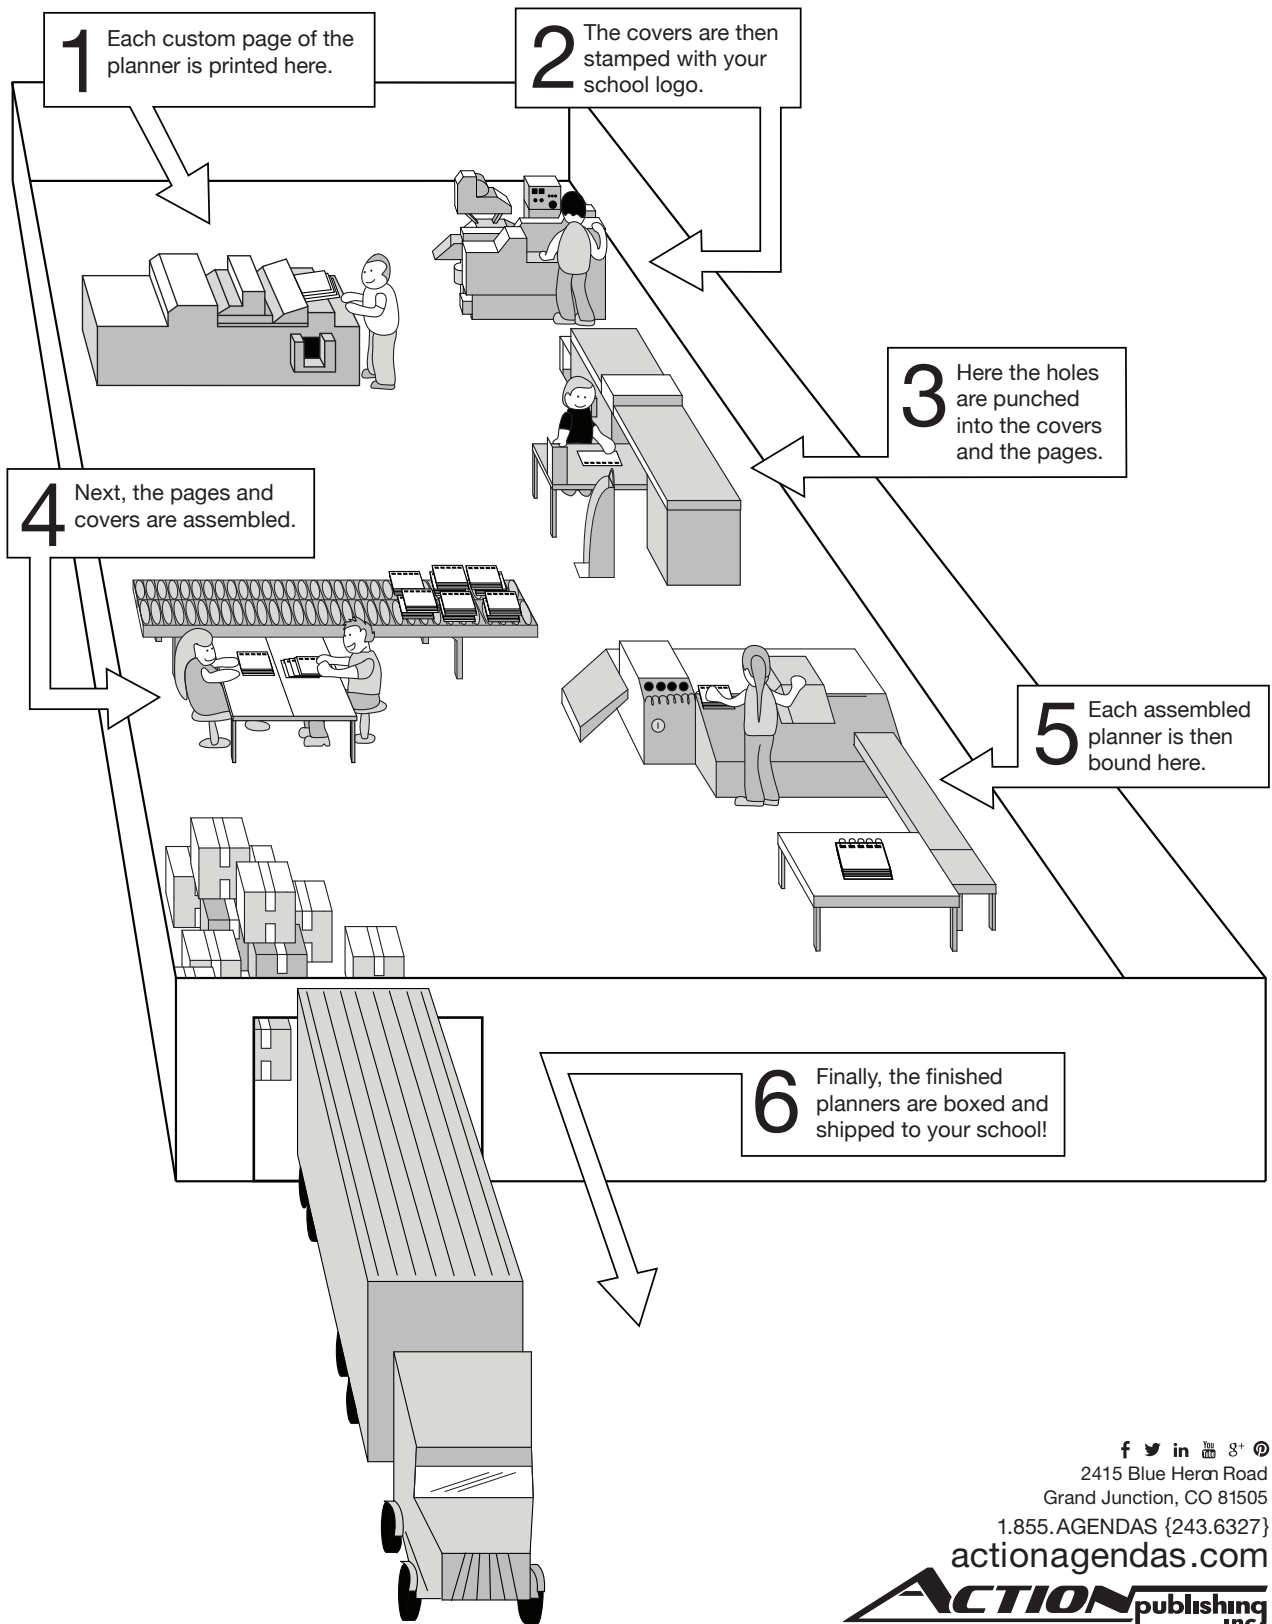 1
Each custom page of the
planner is printed here.
2
The covers are then
stamped with your
school logo.
3
Here the holes
are punched
into the covers
and the pages.
4
Next, the pages and
covers are assembled.
5
Each assembled
planner is then
bound here.
6
Finally, the finished
planners are boxed and
shipped to your school!
f in You Tube g+
2415 Blue Heron Road
Grand Junction, CO 81505
1.855.AGENDAS {243.6327}
actionagendas.com
ACTION publishing
inc.